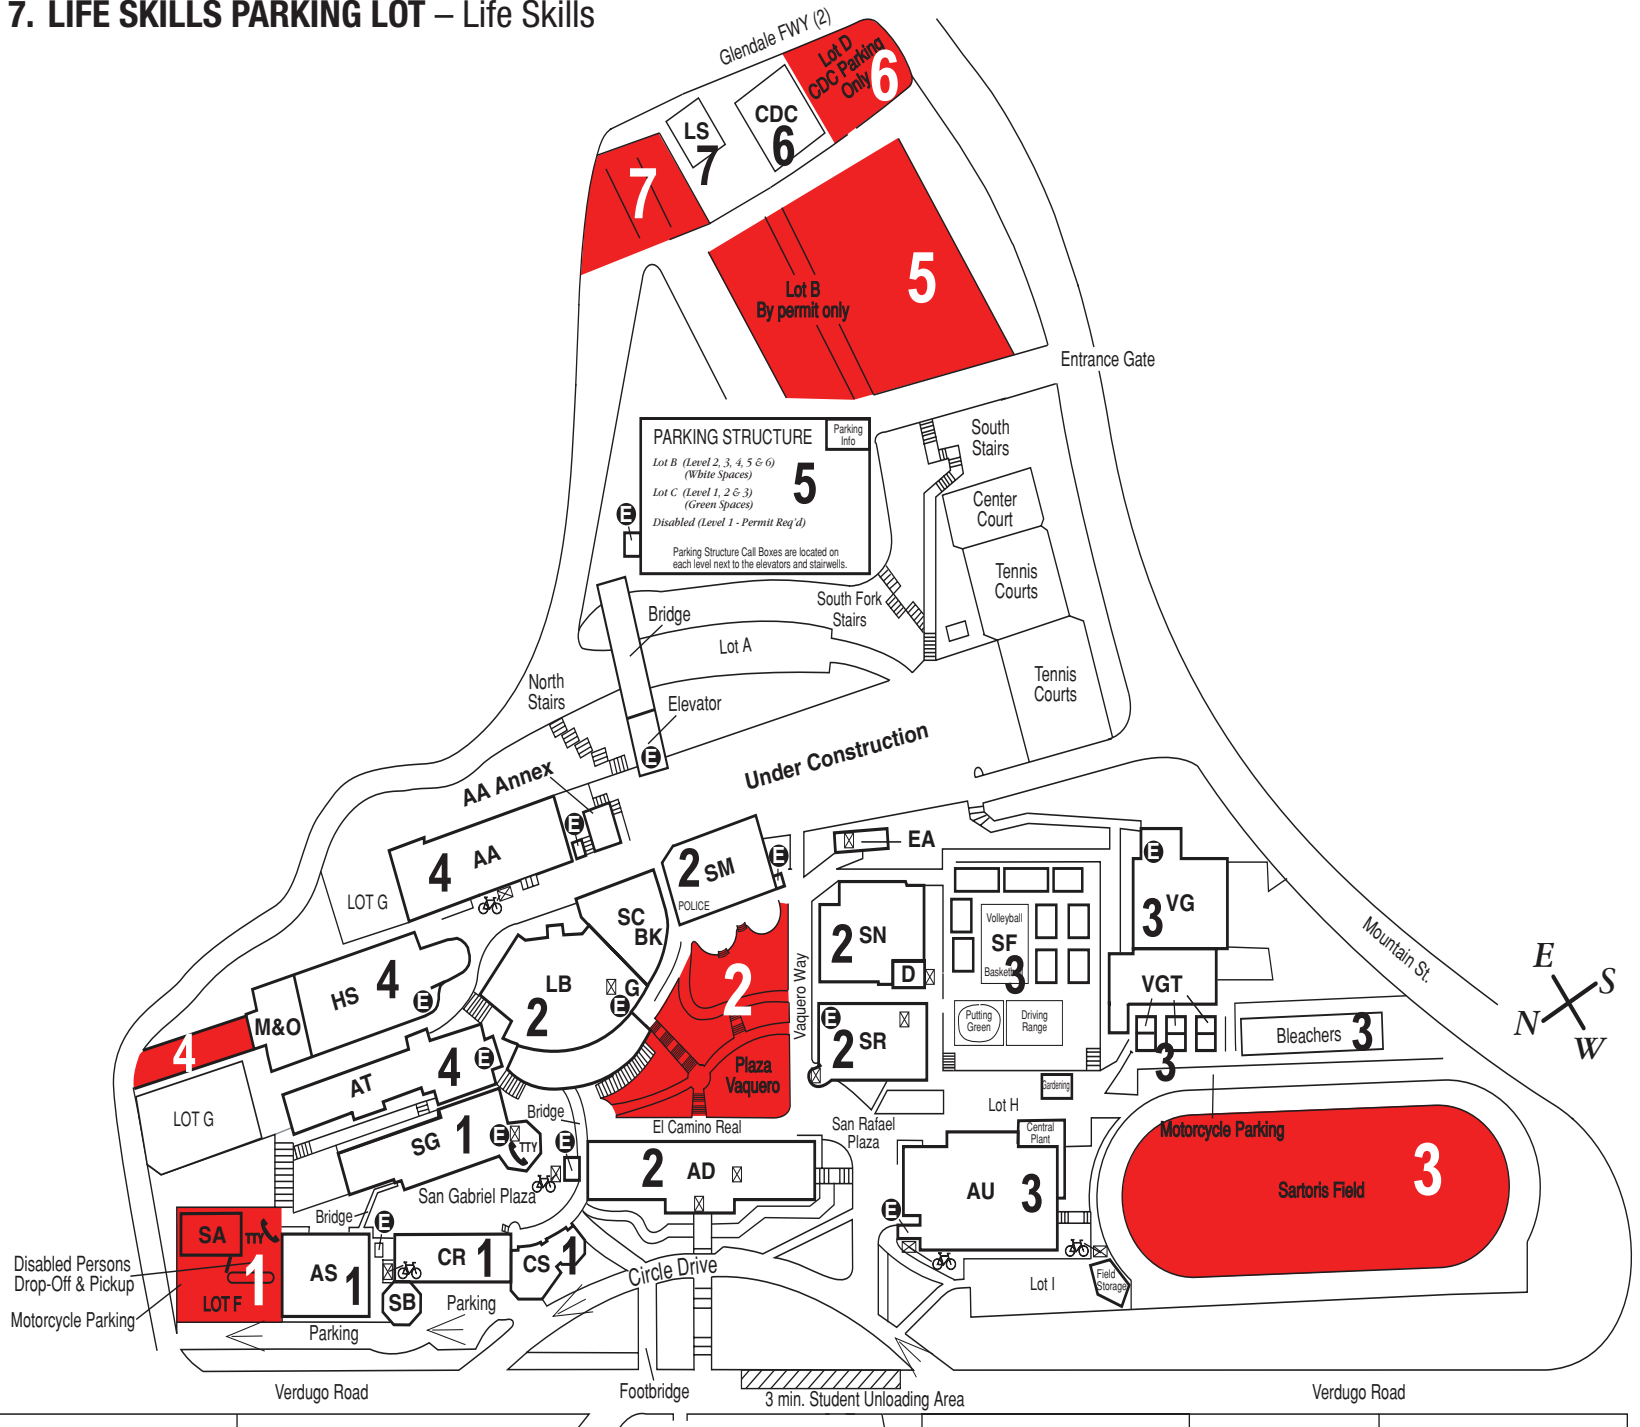 7. LIFE SKILLS PARKING LOT – Life Skills
Glendale FWY (2)
Lot D
CDC Parking
Only
6
LS
7
CDC
6
7
5
Lot B
By permit only
Entrance Gate
PARKING STRUCTURE
Parking
Info
Lot B (Level 2, 3, 4, 5 & 6)
(White Spaces)
5
Lot C (Level 1, 2 & 3)
(Green Spaces)
Disabled (Level 1 - Permit Req'd)
Parking Structure Call Boxes are located on
each level next to the elevators and stairwells.
E
South
Stairs
Center
Court
Tennis
Courts
South Fork
Stairs
Bridge
Lot A
Tennis
Courts
North
Stairs
Elevator
E
Under Construction
AA Annex
E
4 AA
LOT G
2 SM
POLICE
E
EA
E
3 VG
SC
BK
2 SN
D
Volleyball
SF
3
Basketb
Mountain St.
E
S
N
W
HS 4
E
LB
2
G
E
2
Vaquero Way
VGT
3
M&O
4
E
2 SR
Putting
Green
Driving
Range
Bleachers 3
AT 4
E
Plaza
Vaquero
Gardening
LOT G
Bridge
El Camino Real
San Rafael
Plaza
Lot H
Central
Plant
Motorcycle Parking
SG 1
E
TTY
E
2 AD
AU 3
Sartoris Field
3
San Gabriel Plaza
Bridge
E
E
SA
TTY
1
LOT F
Disabled Persons
Drop-Off & Pickup
Motorcycle Parking
AS 1
CR 1
CS 1
SB
Circle Drive
Parking
Parking
Lot I
Field
Storage
Verdugo Road
Footbridge
3 min. Student Unloading Area
Verdugo Road